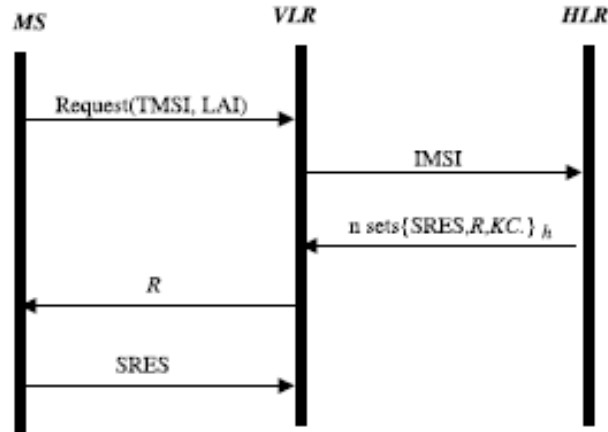 MS VLR HLR
Request(TMSI, LAI)
IMSI
n sets{SRES,R,KC.} h
R
SRES